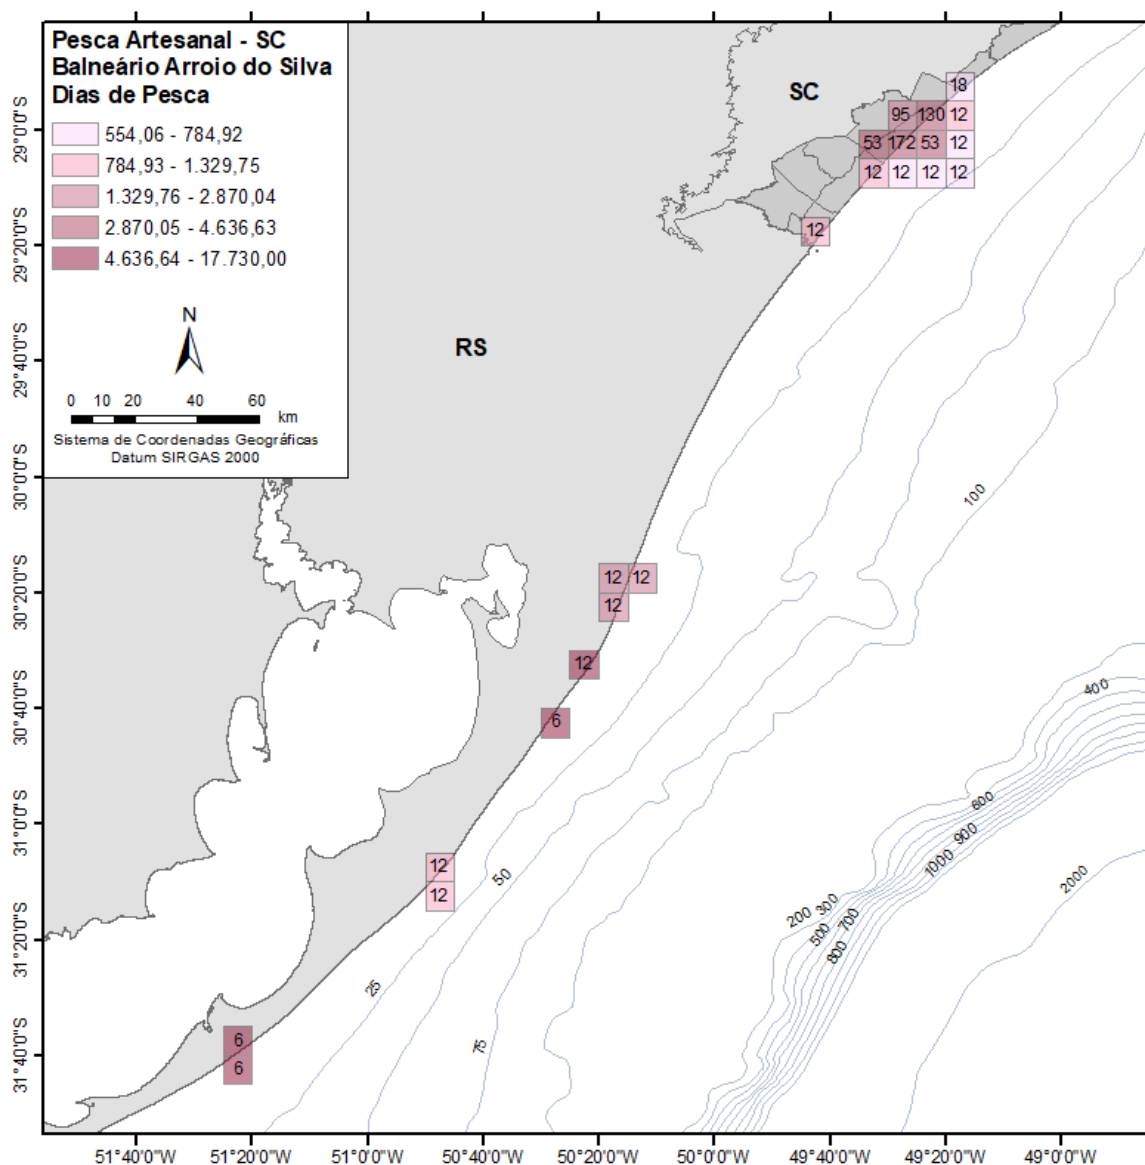 Pesca Artesanal - SC
Balneário Arroio do Silva
Dias de Pesca
554,06 - 784,92
784,93 - 1.329,75
1.329,76 - 2.870,04
2.870,05 - 4.636,63
4.636,64 - 17.730,00
N
0 10 20 40 60
km
Sistema de Coordenadas Geográficas
Datum SIRGAS 2000
SC
RS
18
95 130 12
53 172 53 12
12 12 12 12
12
12 12
12
12
6
12
12
6
6
100
400
600
900
1000
2000
200
300
500
700
800
50
25
75
29°0'0"S
29°20'0"S
29°40'0"S
30°0'0"S
30°20'0"S
30°40'0"S
31°0'0"S
31°20'0"S
31°40'0"S
51°40'0"W 51°20'0"W 51°0'0"W 50°40'0"W 50°20'0"W 50°0'0"W 49°40'0"W 49°20'0"W 49°0'0"W